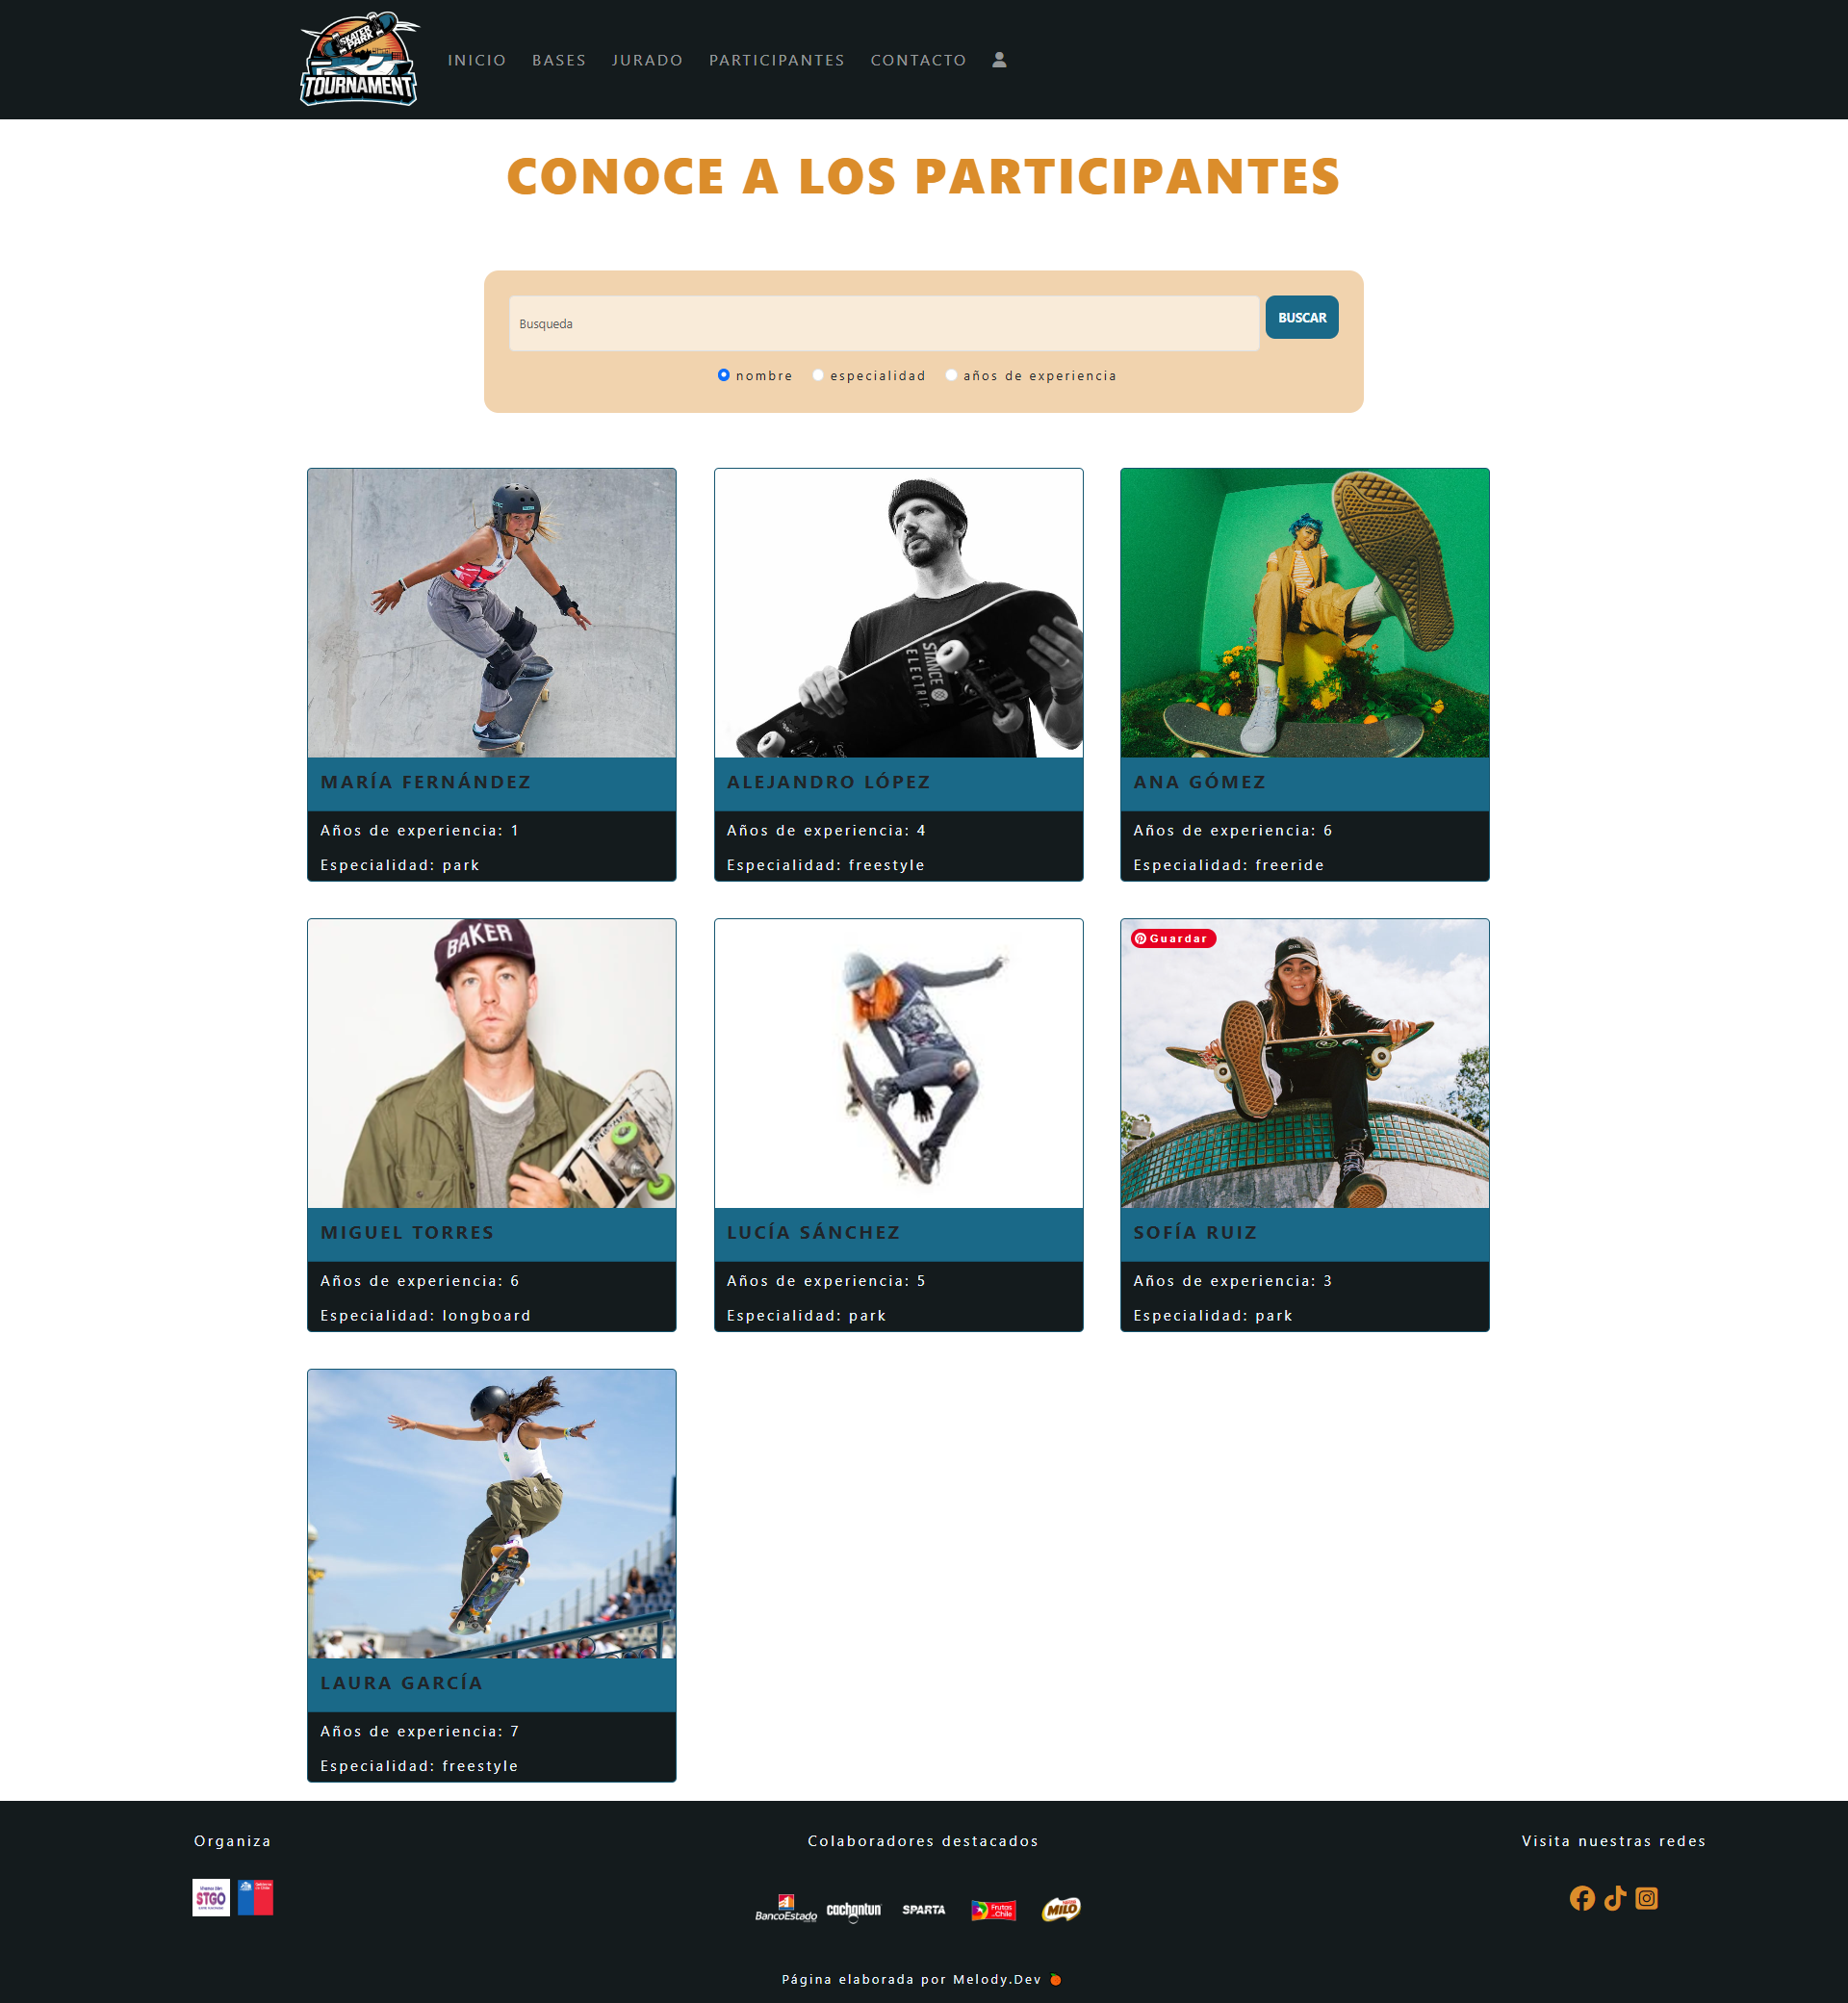 SKATER
PARK
TOURNAMENT
INICIO BASES JURADO PARTICIPANTES CONTACTO
CONOCE A LOS PARTICIPANTES
Busqueda
BUSCAR
nombre especialidad años de experiencia
STANCE
ELECTRIC
MARÍA FERNÁNDEZ
Años de experiencia: 1
Especialidad: park
ALEJANDRO LÓPEZ
Años de experiencia: 4
Especialidad: freestyle
ANA GÓMEZ
Años de experiencia: 6
Especialidad: freeride
BAKER
Guardar
MIGUEL TORRES
Años de experiencia: 6
Especialidad: longboard
LUCÍA SÁNCHEZ
Años de experiencia: 5
Especialidad: park
SOFÍA RUIZ
Años de experiencia: 3
Especialidad: park
LAURA GARCÍA
Años de experiencia: 7
Especialidad: freestyle
Organiza
STGO
Colaboradores destacados
BancoEstado cachantun SPARTA Frutas de Chile MILO
Visita nuestras redes
Página elaborada por Melody.Dev